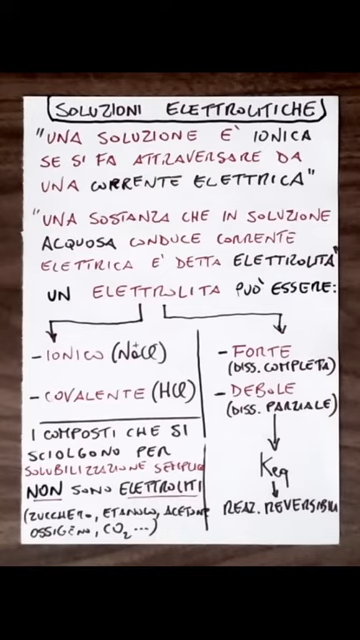 SOLUZIONI ELETTROLITICHE
"UNA SOLUZIONE E' IONICA
SE SI FA ATTRAVERSARE DA
UNA CORRENTE ELETTRICA"
"UNA SOSTANZA CHE IN SOLUZIONE
ACQUOSA CONDUCE CORRENTE
ELETTRICA E' DETTA ELETTROLITA"
UN ELETTROLITA PUÒ ESSERE:
- IONICO (NaCl)
- COVALENTE (HCl)
I COMPOSTI CHE SI
SCIOLGONO PER
SOLUBILIZZAZIONE SEMPLICE
NON SONO ELETTROLITI
(ZUCCHERO, ETANOLO, ACETONE
OSSIGENO, CO2 ...)
- FORTE
(DISS. COMPLETA)
- DEBOLE
(DISS. PARZIALE)
Keq
REAZ. REVERSIBILI